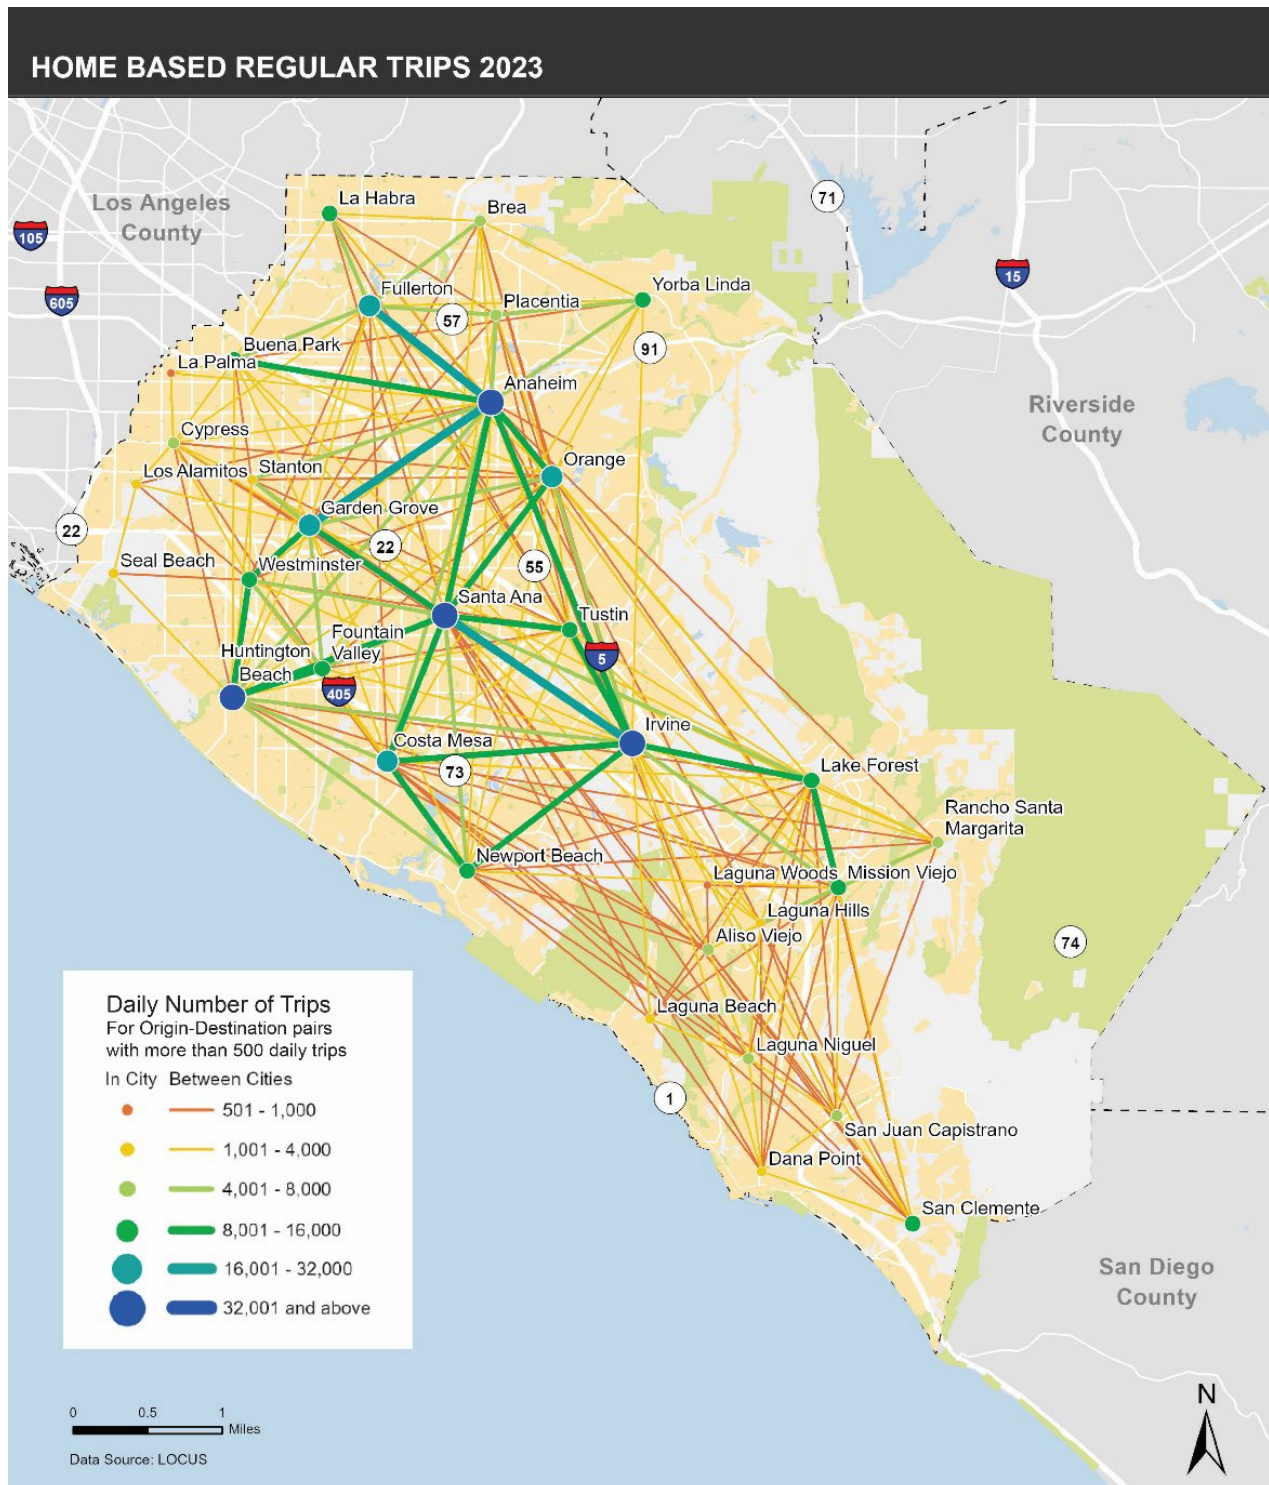 HOME BASED REGULAR TRIPS 2023
Los Angeles
County
105
605
La Habra
Brea
71
15
Fullerton
57
Placentia
Yorba Linda
91
Buena Park
La Palma
Anaheim
Riverside
County
Cypress
Los Alamitos
Stanton
Orange
Garden Grove
22
22
Seal Beach
Westminster
55
Santa Ana
Tustin
Fountain
Valley
Huntington
Beach
5
405
Irvine
Costa Mesa
73
Lake Forest
Rancho Santa
Margarita
Newport Beach
Laguna Woods
Mission Viejo
Laguna Hills
Aliso Viejo
74
Laguna Beach
Laguna Niguel
1
San Juan Capistrano
Dana Point
San Clemente
San Diego
County
Daily Number of Trips
For Origin-Destination pairs
with more than 500 daily trips
In City Between Cities
501 - 1,000
1,001 - 4,000
4,001 - 8,000
8,001 - 16,000
16,001 - 32,000
32,001 and above
0 0.5 1
Miles
Data Source: LOCUS
N